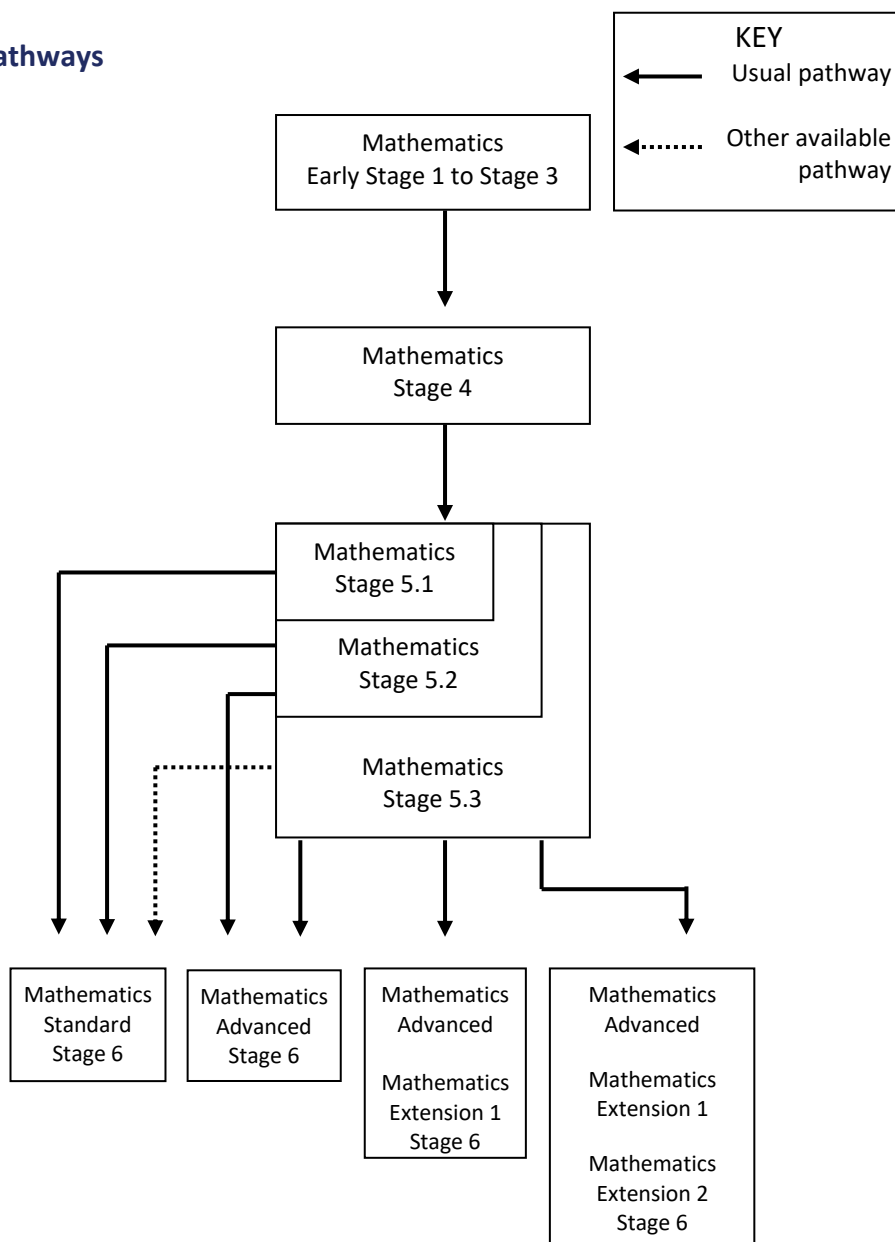 athways
KEY
Usual pathway
Other available
pathway
Mathematics
Early Stage 1 to Stage 3
Mathematics
Stage 4
Mathematics
Stage 5.1
Mathematics
Stage 5.2
Mathematics
Stage 5.3
Mathematics
Standard
Stage 6
Mathematics
Advanced
Stage 6
Mathematics
Advanced
Mathematics
Extension 1
Stage 6
Mathematics
Advanced
Mathematics
Extension 1
Mathematics
Extension 2
Stage 6